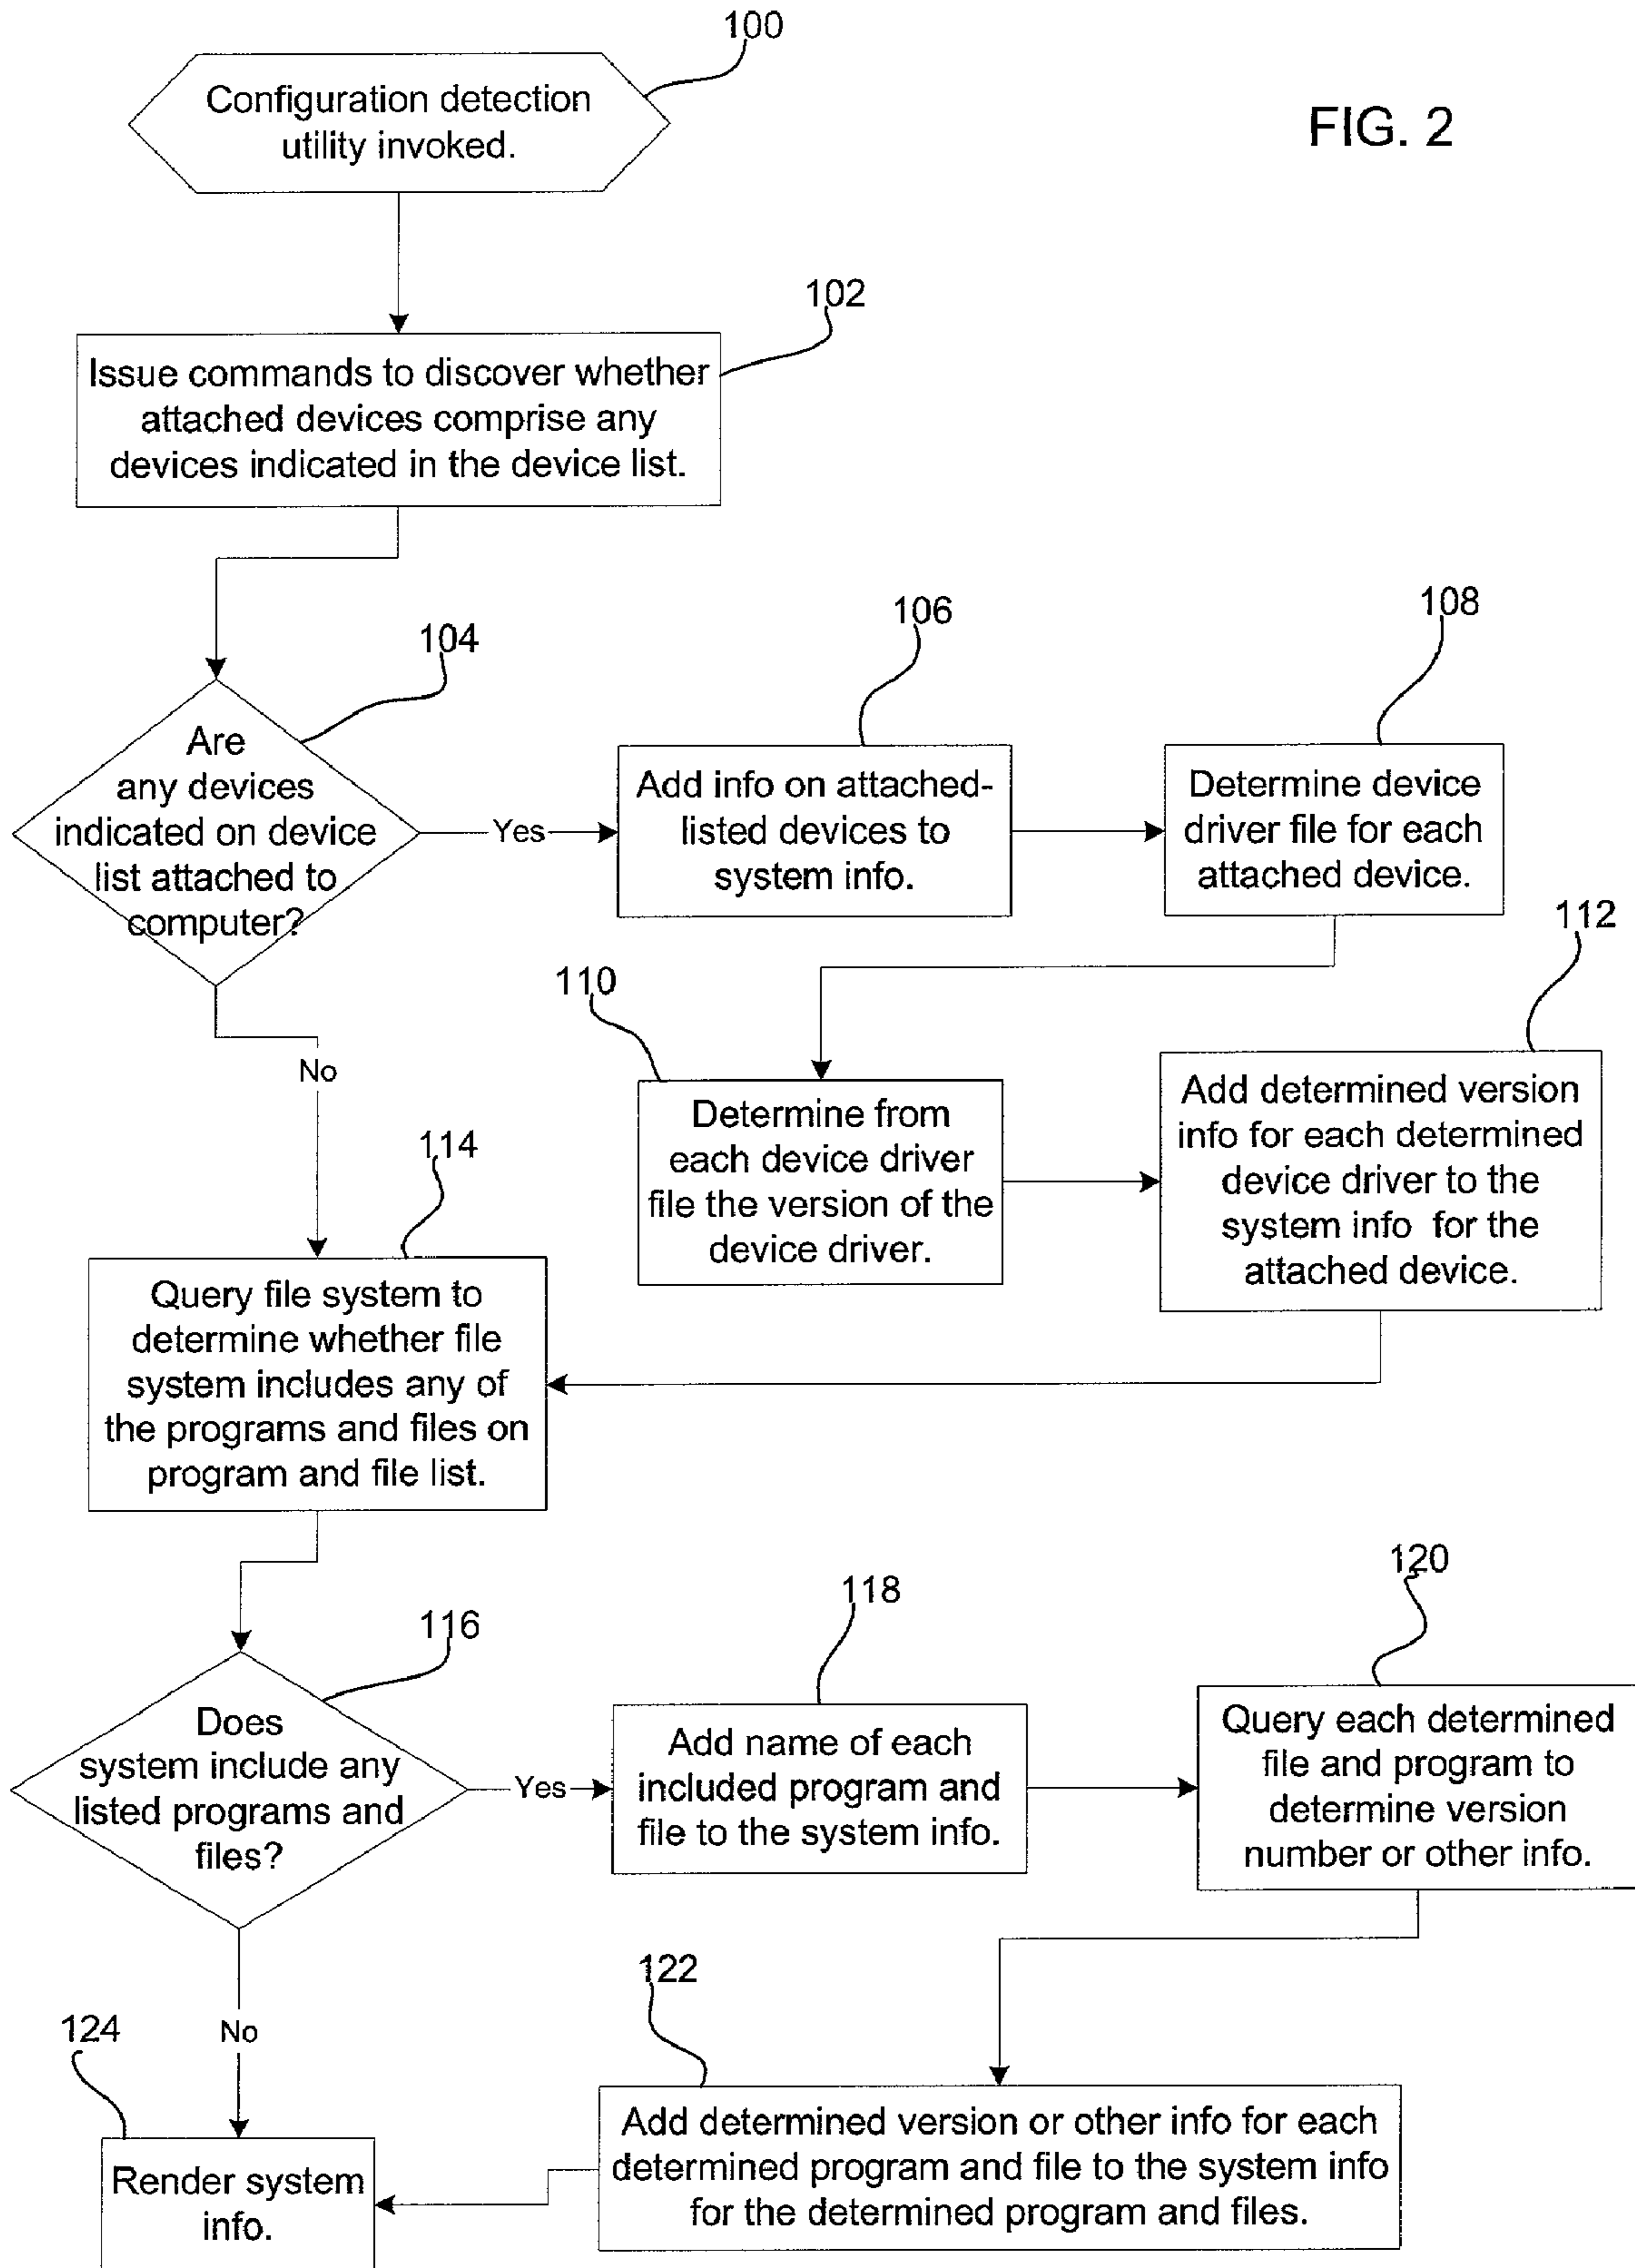 100
Configuration detection
utility invoked.
FIG. 2
102
Issue commands to discover whether
attached devices comprise any
devices indicated in the device list.
104
Are
any devices
indicated on device
list attached to
computer?
Yes
106
Add info on attached-
listed devices to
system info.
108
Determine device
driver file for each
attached device.
110
Determine from
each device driver
file the version of the
device driver.
112
Add determined version
info for each determined
device driver to the
system info for the
attached device.
No
114
Query file system to
determine whether file
system includes any of
the programs and files on
program and file list.
116
Does
system include any
listed programs and
files?
Yes
118
Add name of each
included program and
file to the system info.
120
Query each determined
file and program to
determine version
number or other info.
122
Add determined version or other info for each
determined program and file to the system info
for the determined program and files.
No
124
Render system
info.